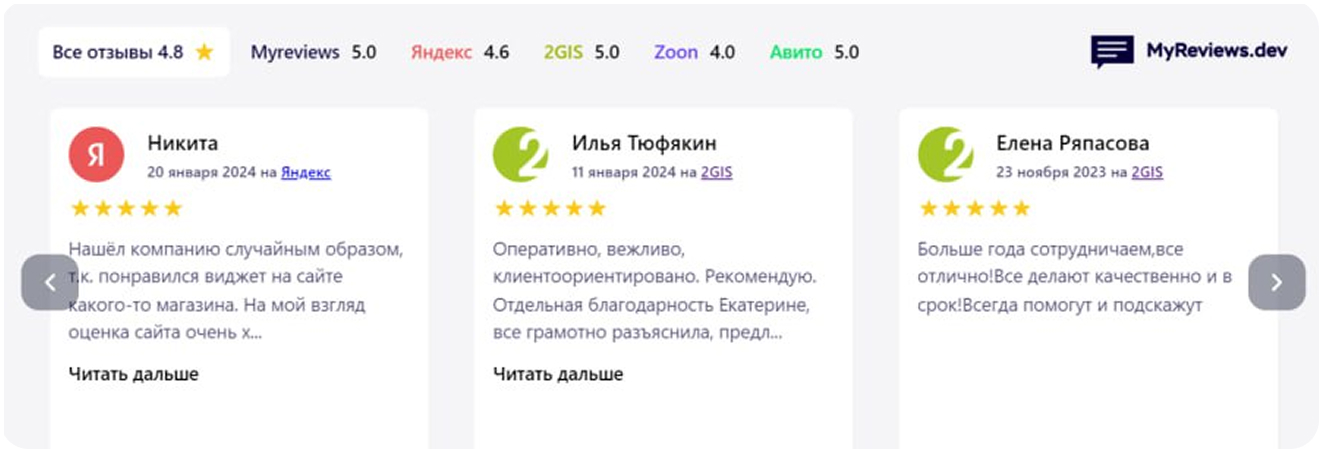 Все отзывы 4.8 Myreviews 5.0 Яндекс 4.6 2GIS 5.0 Zoon 4.0 Авито 5.0 MyReviews.dev
Я Никита
20 января 2024 на Яндекс
Нашёл компанию случайным образом,
т.к. понравился виджет на сайте
какого-то магазина. На мой взгляд
оценка сайта очень х...
Читать дальше
2 Илья Тюфякин
11 января 2024 на 2GIS
Оперативно, вежливо,
клиентоориентировано. Рекомендую.
Отдельная благодарность Екатерине,
все грамотно разъяснила, предл...
Читать дальше
2 Елена Ряпасова
23 ноября 2023 на 2GIS
Больше года сотрудничаем,все
отлично!Все делают качественно и в
срок!Всегда помогут и подскажут